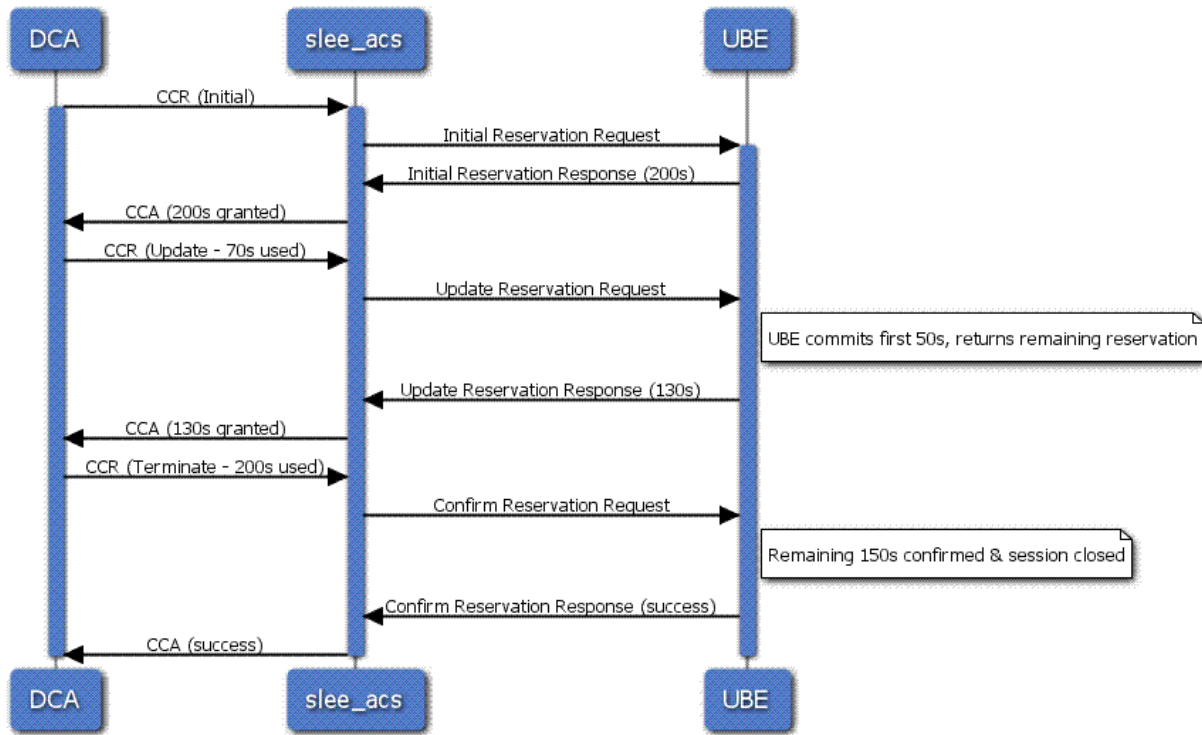 DCA
slee_acs
UBE
CCR (Initial)
Initial Reservation Request
Initial Reservation Response (200s)
CCA (200s granted)
CCR (Update - 70s used)
Update Reservation Request
UBE commits first 50s, returns remaining reservation
Update Reservation Response (130s)
CCA (130s granted)
CCR (Terminate - 200s used)
Confirm Reservation Request
Remaining 150s confirmed & session closed
Confirm Reservation Response (success)
CCA (success)
DCA
slee_acs
UBE